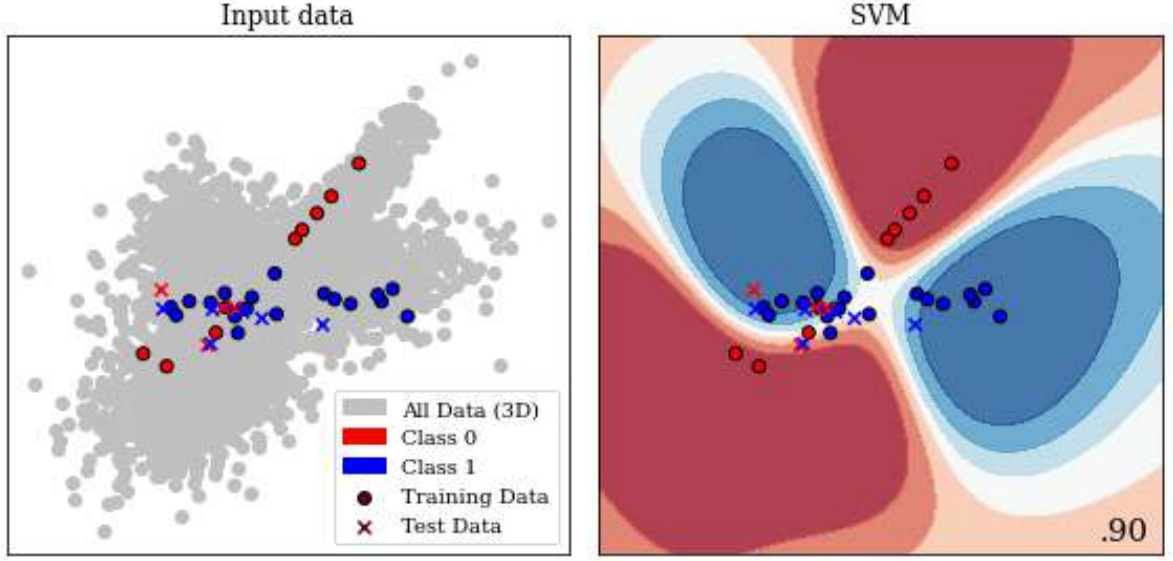 Input data
SVM
All Data (3D)
Class 0
Class 1
Training Data
Test Data
.90